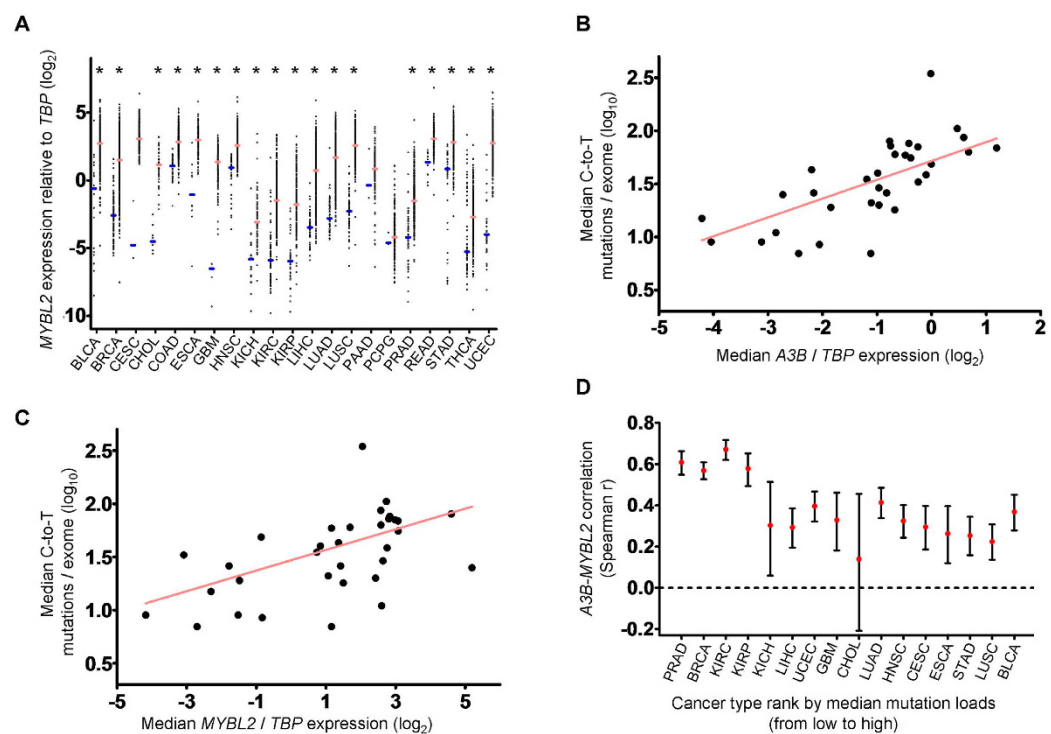 A
MYBL2 expression relative to TBP (log2)
* * * * * * * * * * * * * * * * * *
5
0
-5
-10
BLCA
BRCA
CESC
CHOL
COAD
ESCA
GBM
HNSC
KICH
KIRC
KIRP
LIHC
LUAD
LUSC
PAAD
PCPG
PRAD
READ
STAD
THCA
UCEC
B
Median C-to-T
mutations / exome (log10)
2.5
2.0
1.5
1.0
0.5
-5 -4 -3 -2 -1 0 1 2
Median A3B / TBP expression (log2)
C
Median C-to-T
mutations / exome (log10)
2.5
2.0
1.5
1.0
0.5
-5 -3 -1 1 3 5
Median MYBL2 / TBP expression (log2)
D
A3B-MYBL2 correlation
(Spearman r)
0.8
0.6
0.4
0.2
0.0
-0.2
PRAD
BRCA
KIRC
KIRP
KICH
LIHC
UCEC
GBM
CHOL
LUAD
HNSC
CESC
ESCA
STAD
LUSC
BLCA
Cancer type rank by median mutation loads
(from low to high)